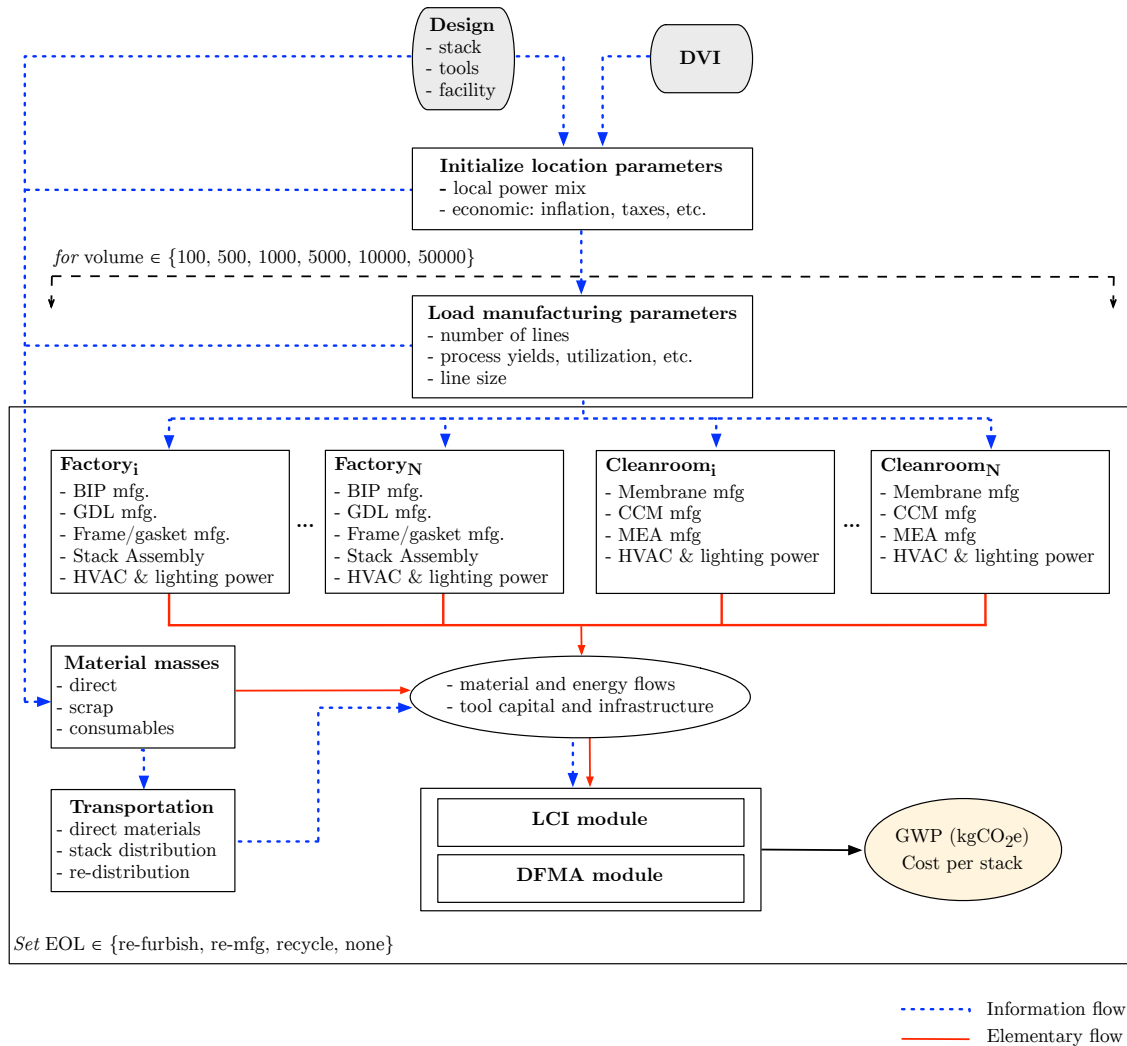 Design
- stack
- tools
- facility
DVI
Initialize location parameters
- local power mix
- economic: inflation, taxes, etc.
for volume ∈ {100, 500, 1000, 5000, 10000, 50000}
Load manufacturing parameters
- number of lines
- process yields, utilization, etc.
- line size
Factoryi
- BIP mfg.
- GDL mfg.
- Frame/gasket mfg.
- Stack Assembly
- HVAC & lighting power
...
FactoryN
- BIP mfg.
- GDL mfg.
- Frame/gasket mfg.
- Stack Assembly
- HVAC & lighting power
Cleanroomi
- Membrane mfg
- CCM mfg
- MEA mfg
- HVAC & lighting power
...
CleanroomN
- Membrane mfg
- CCM mfg
- MEA mfg
- HVAC & lighting power
Material masses
- direct
- scrap
- consumables
- material and energy flows
- tool capital and infrastructure
Transportation
- direct materials
- stack distribution
- re-distribution
LCI module
DFMA module
GWP (kgCO2e)
Cost per stack
Set EOL ∈ {re-furbish, re-mfg, recycle, none}
Information flow
Elementary flow